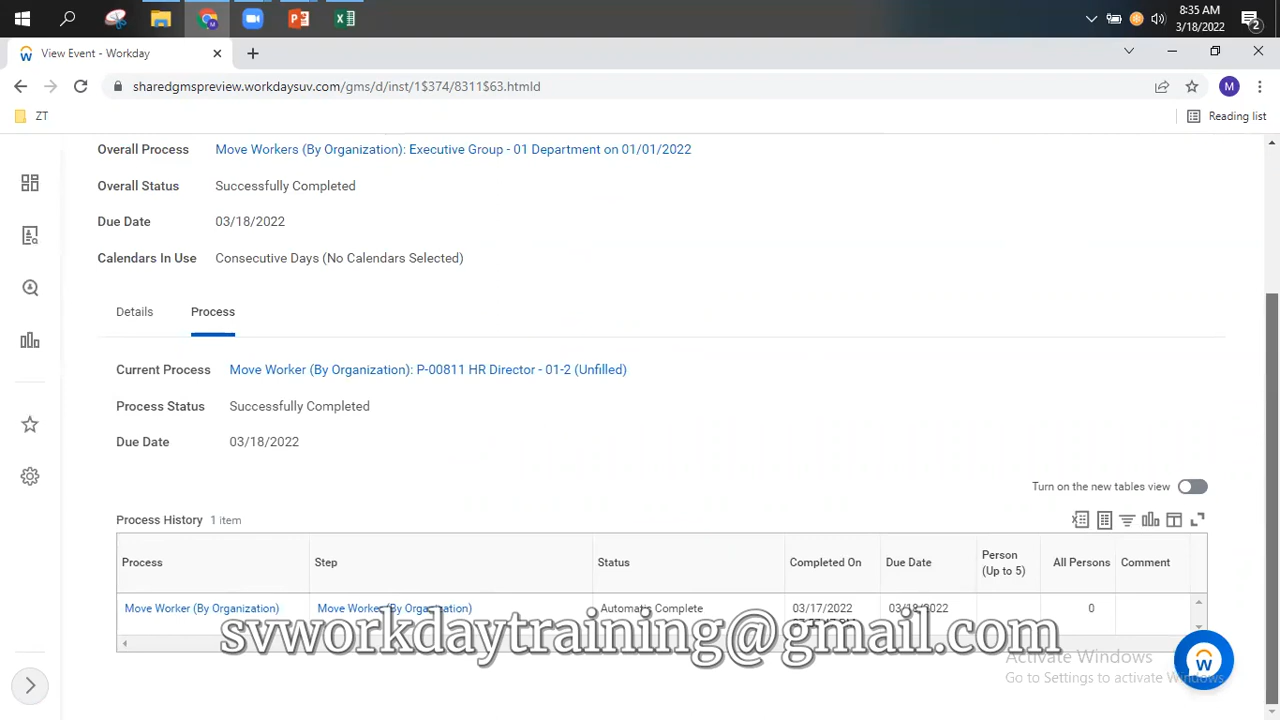 8:35 AM
3/18/2022
2
View Event - Workday
sharedgmspreview.workdaysuv.com/gms/d/inst/1$374/8311$63.htmld
M
ZT
Reading list
Overall Process Move Workers (By Organization): Executive Group - 01 Department on 01/01/2022
Overall Status Successfully Completed
Due Date 03/18/2022
Calendars In Use Consecutive Days (No Calendars Selected)
Details Process
Current Process Move Worker (By Organization): P-00811 HR Director - 01-2 (Unfilled)
Process Status Successfully Completed
Due Date 03/18/2022
Turn on the new tables view
Process History 1 item
Process Step Status Completed On Due Date Person (Up to 5) All Persons Comment
Move Worker (By Organization) Move Worker (By Organization) Automatic Complete 03/17/2022 03/18/2022 0
svworkdaytraining@gmail.com
Activate Windows
Go to Settings to activate Windows.